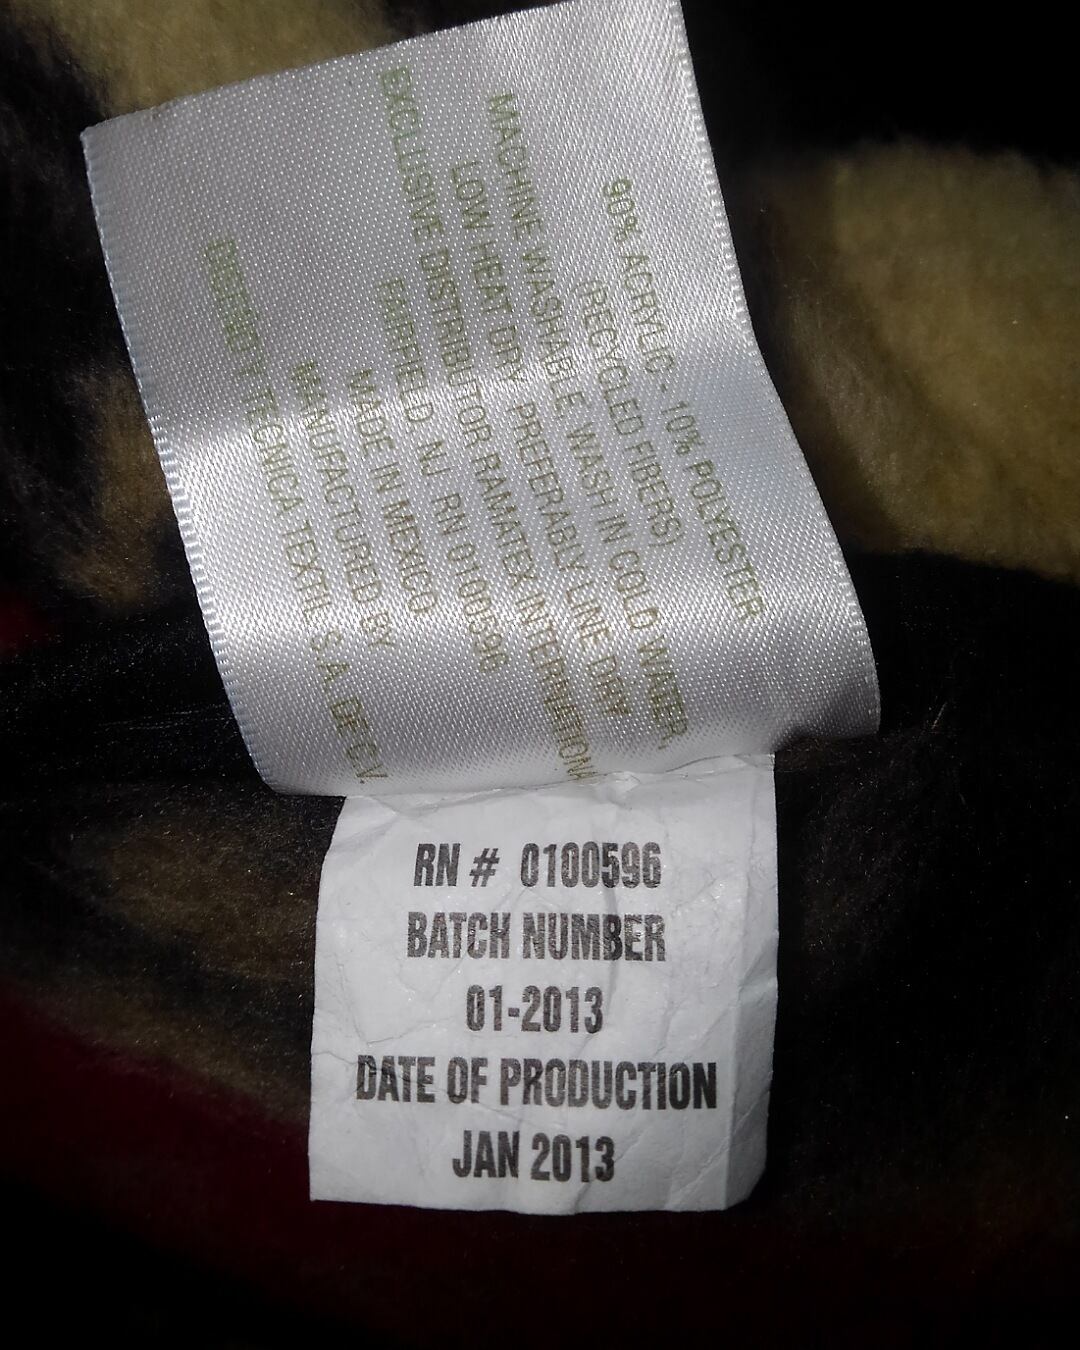 90% ACRYLIC - 10% POLYESTER
(RECYCLED FIBERS)
MACHINE WASHABLE, WASH IN COLD WATER,
LOW HEAT DRY PREFERABLY LINE DRY
EXCLUSIVE DISTRIBUTOR RAMATEX INTERNATIONA
FAIRFIELD, NJ RN 0100596
MADE IN MEXICO
MANUFACTURED BY
TECNICA TEXTIL S.A. DE C.V.
RN # 0100596
BATCH NUMBER
01-2013
DATE OF PRODUCTION
JAN 2013